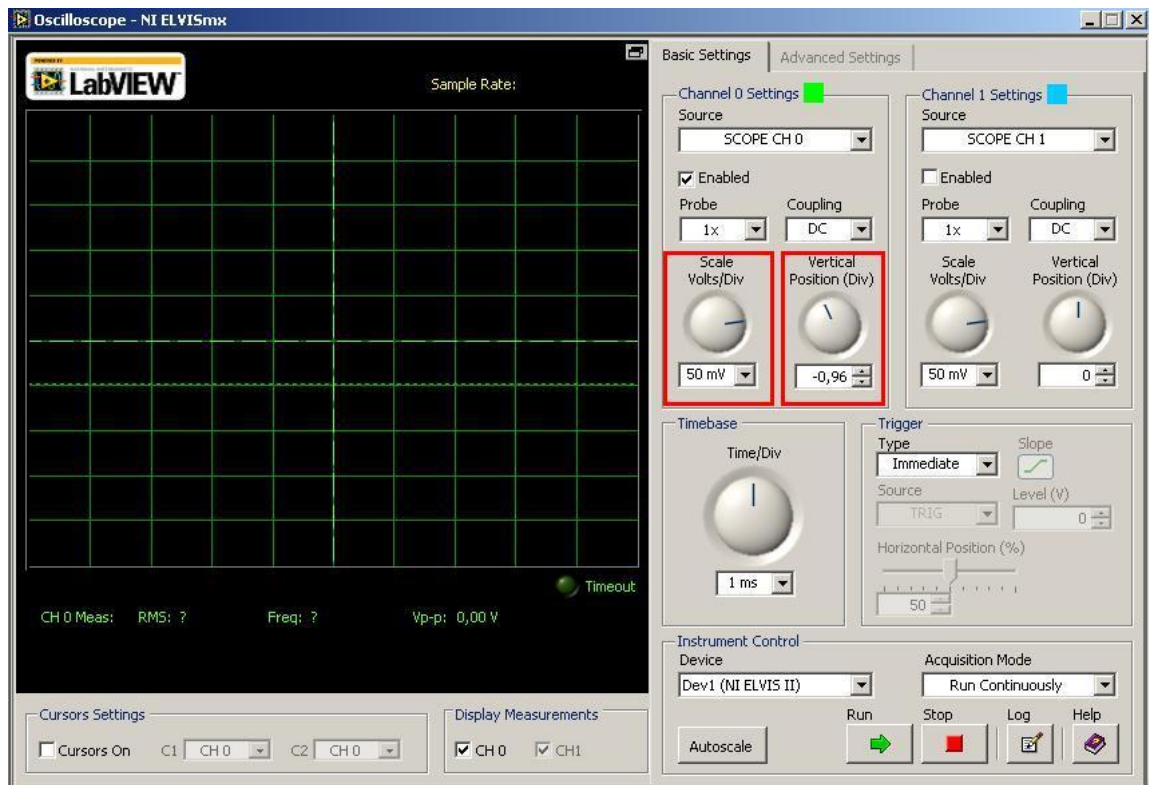 Oscilloscope - NI ELVISmx
POWERED BY
LabVIEW
Sample Rate:
Timeout
CH 0 Meas: RMS: ? Freq: ? Vp-p: 0,00 V
Cursors Settings
Cursors On C1 CH 0 C2 CH 0
Display Measurements
CH 0 CH1
Basic Settings Advanced Settings
Channel 0 Settings
Source
SCOPE CH 0
Enabled
Probe Coupling
1x DC
Scale Vertical
Volts/Div Position (Div)
50 mV -0,96
Channel 1 Settings
Source
SCOPE CH 1
Enabled
Probe Coupling
1x DC
Scale Vertical
Volts/Div Position (Div)
50 mV 0
Timebase
Time/Div
1 ms
Trigger
Type Slope
Immediate
Source Level (V)
TRIG 0
Horizontal Position (%)
50
Instrument Control
Device Acquisition Mode
Dev1 (NI ELVIS II) Run Continuously
Run Stop Log Help
Autoscale